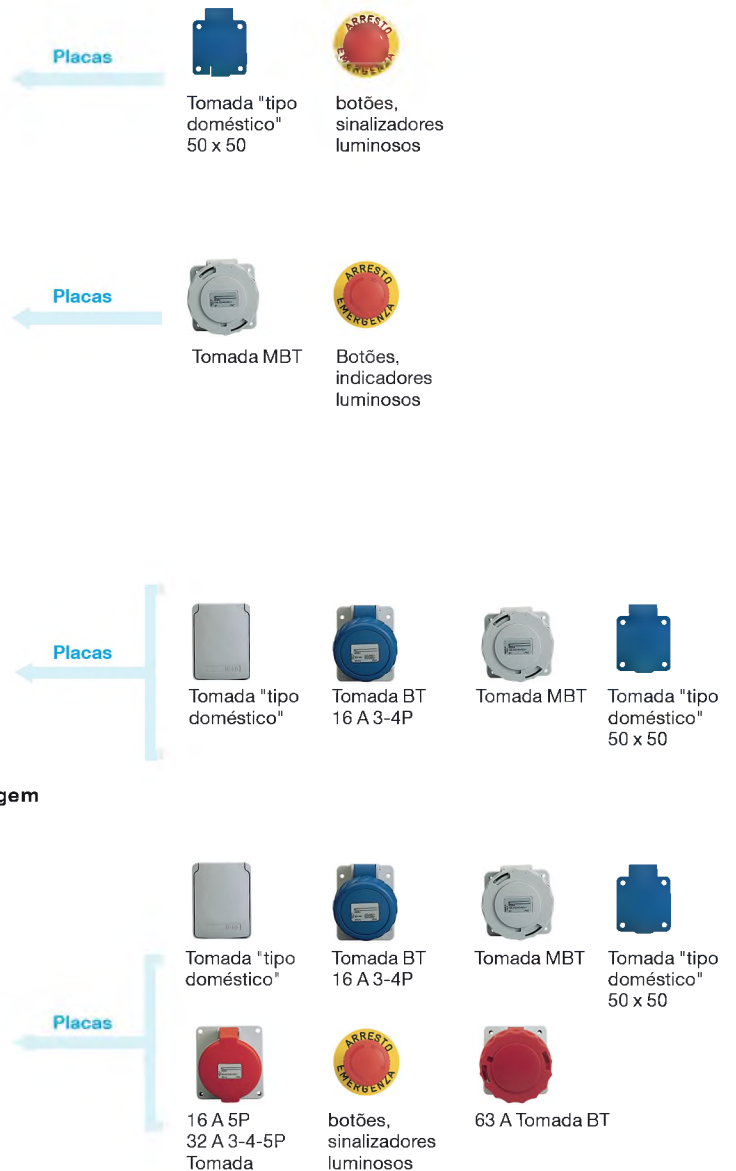 Placas
ARRESTO
EMERGENZA
Tomada "tipo
doméstico"
50 x 50
botões,
sinalizadores
luminosos
Placas
ARRESTO
EMERGENZA
Tomada MBT
Botões,
indicadores
luminosos
Placas
Tomada "tipo
doméstico"
Tomada BT
16 A 3-4P
Tomada MBT
Tomada "tipo
doméstico"
50 x 50
gem
Tomada "tipo
doméstico"
Tomada BT
16 A 3-4P
Tomada MBT
Tomada "tipo
doméstico"
50 x 50
Placas
ARRESTO
EMERGENZA
16 A 5P
32 A 3-4-5P
Tomada
botões,
sinalizadores
luminosos
63 A Tomada BT